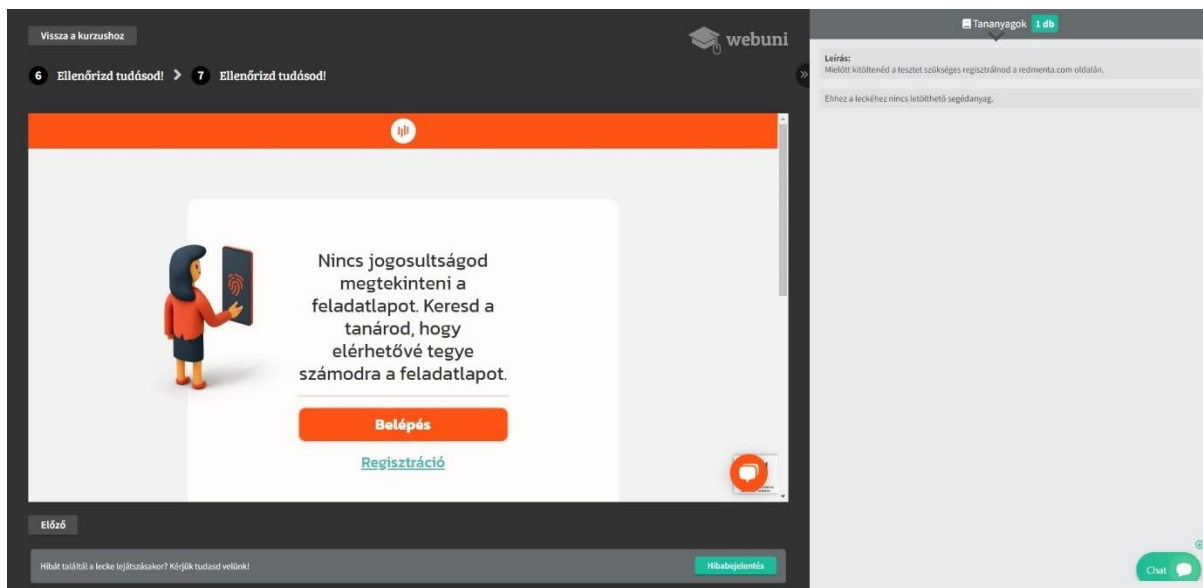 Vissza a kurzushoz
webuni
6 Ellenőrizd tudásod! > 7 Ellenőrizd tudásod!
Nincs jogosultságod
megtekinteni a
feladatlapot. Keresd a
tanárod, hogy
elérhetővé tegye
számodra a feladatlapot.
Belépés
Regisztráció
Előző
Hibát találtál a lecke lejátszásakor? Kérjük tudasd velünk!
Hibabejelentés
Tananyagok 1 db
Leírás:
Mielőtt kitöltenéd a tesztet szükséges regisztrálnod a redmenta.com oldalán.
Ehhez a leckéhez nincs letölthető segédanyag.
Chat